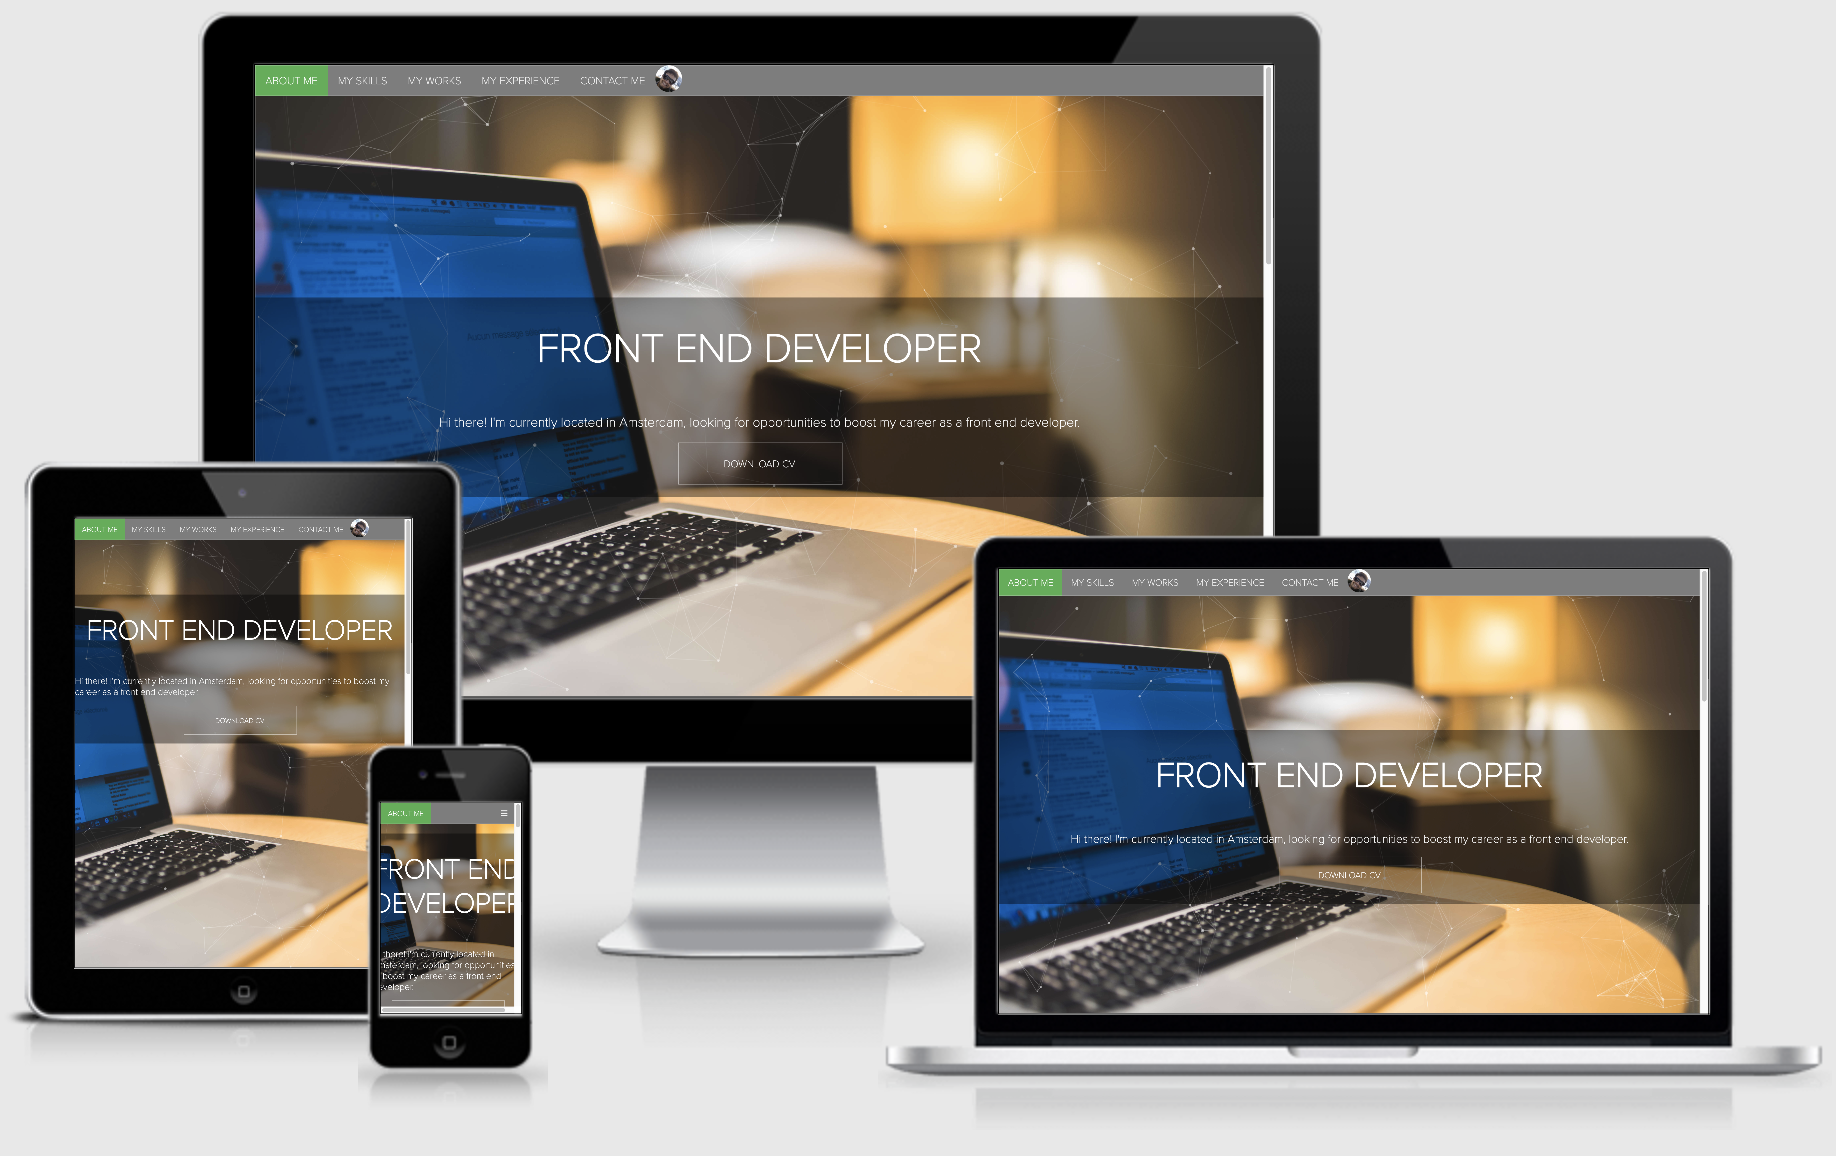 ABOUT ME MY SKILLS MY WORKS MY EXPERIENCE CONTACT ME
FRONT END DEVELOPER
Hi there! I'm currently located in Amsterdam, looking for opportunities to boost my career as a front end developer.
DOWNLOAD CV
ABOUT ME MY SKILLS MY WORKS MY EXPERIENCE CONTACT ME
FRONT END DEVELOPER
Hi there! I'm currently located in Amsterdam, looking for opportunities to boost my
career as a front end developer.
DOWNLOAD CV
ABOUT ME
FRONT END
DEVELOPER
there! I'm currently located in
msterdam, looking for opportunities
boost my career as a front end
eveloper.
ABOUT ME MY SKILLS MY WORKS MY EXPERIENCE CONTACT ME
FRONT END DEVELOPER
Hi there! I'm currently located in Amsterdam, looking for opportunities to boost my career as a front end developer.
DOWNLOAD CV